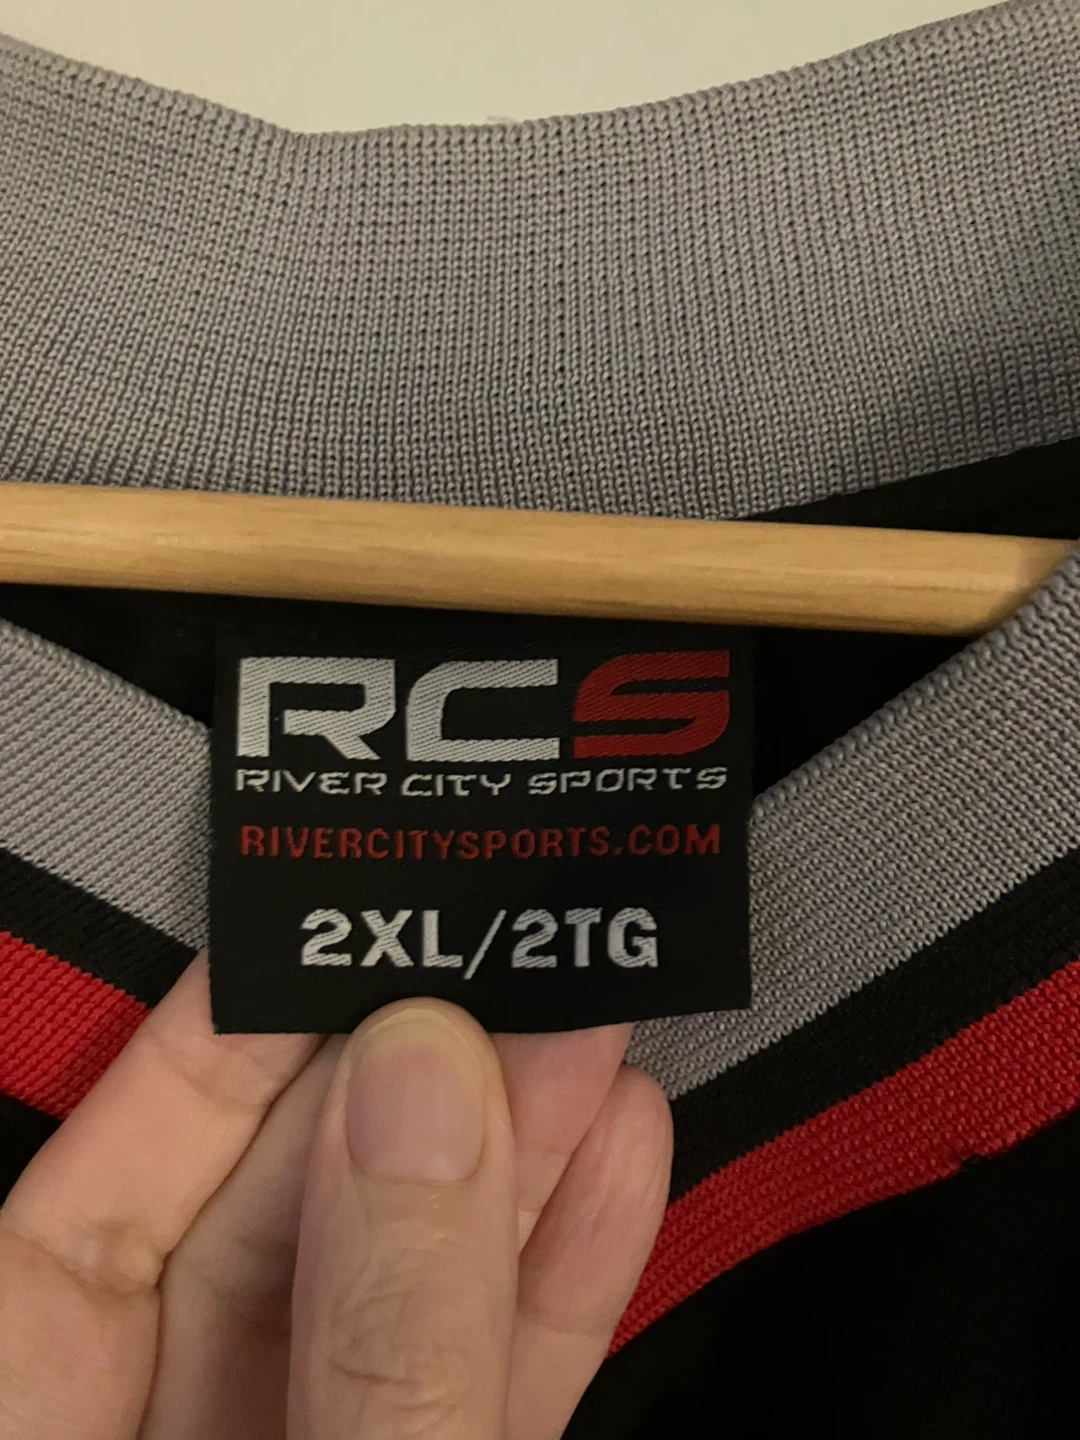 RCS
RIVER CITY SPORTS
RIVERCITYSPORTS.COM
2XL/2TG